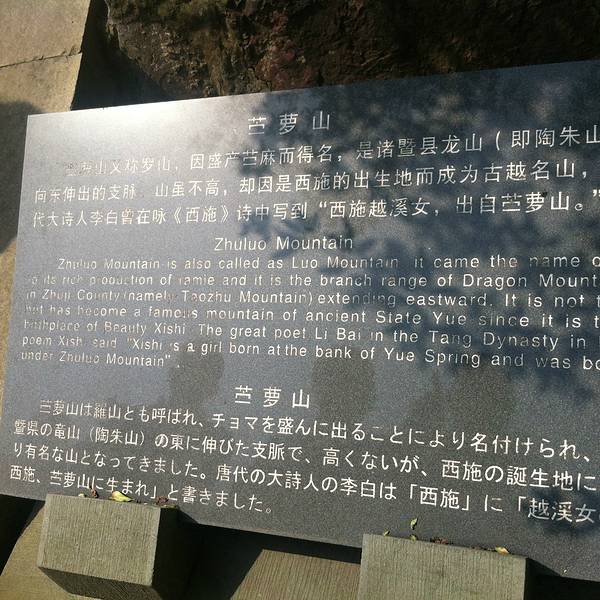 苎萝山
苎萝山又称罗山，因盛产苎麻而得名，是诸暨县龙山（即陶朱山
向东伸出的支脉。山虽不高，却因是西施的出生地而成为古越名山，
代大诗人李白曾在咏《西施》诗中写到“西施越溪女，出自苎萝山。”
Zhuluo Mountain
Zhuluo Mountain is also called as Luo Mountain. It came the name o
to its rich production of ramie and it is the branch range of Dragon Mount
in Zhuji County (namely Taozhu Mountain) extending eastward. It is not t
but has become a famous mountain of ancient State Yue since it is t
birthplace of Beauty Xishi. The great poet Li Bai in the Tang Dynasty in
poem Xishi said "Xishi is a girl born at the bank of Yue Spring and was bo
under Zhuluo Mountain".
苎萝山
苎萝山は羅山とも呼ばれ、チョマを盛んに出ることにより名付けられ、
暨県の竜山（陶朱山）の東に伸びた支脈で、高くないが、西施の誕生地に
り有名な山となってきました。唐代の大詩人の李白は「西施」に「越渓女
西施、苎萝山に生まれ」と書きました。